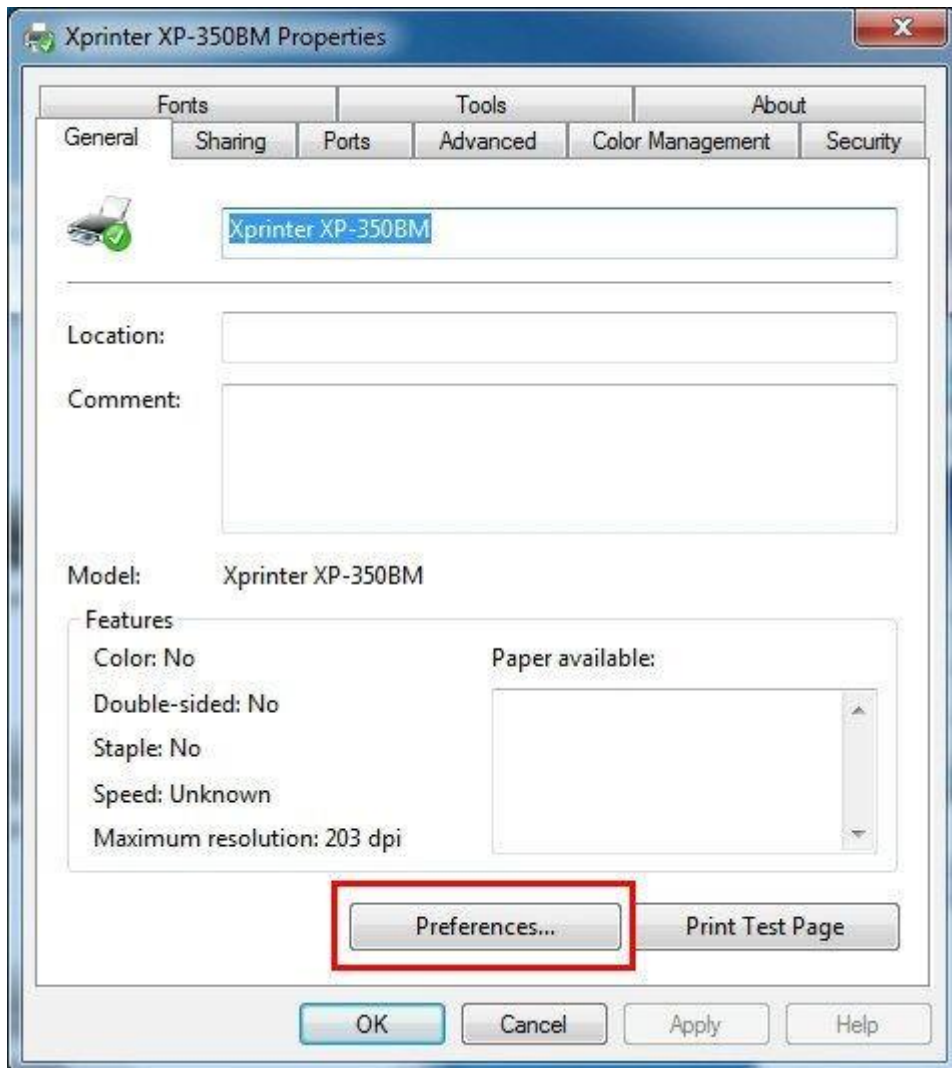 Xprinter XP-350BM Properties
Fonts Tools About
General Sharing Ports Advanced Color Management Security
Xprinter XP-350BM
Location:
Comment:
Model: Xprinter XP-350BM
Features
Color: No Paper available:
Double-sided: No
Staple: No
Speed: Unknown
Maximum resolution: 203 dpi
Preferences... Print Test Page
OK Cancel Apply Help